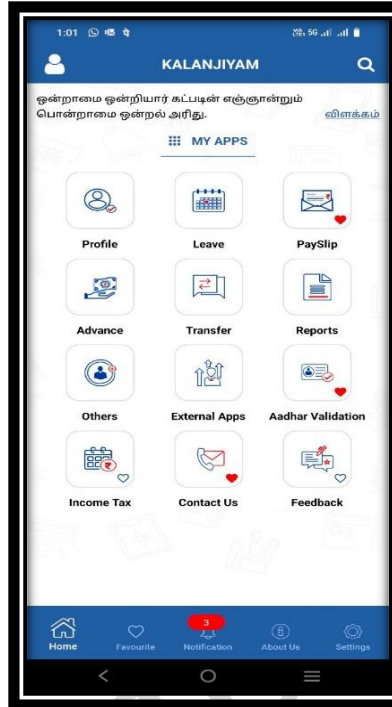 1:01
5G
KALANJIYAM
ஒன்றாமை ஒன்றியார் கட்படின் எஞ்ஞான்றும்
பொன்றாமை ஒன்றல் அரிது.
விளக்கம்
MY APPS
Profile Leave PaySlip
Advance Transfer Reports
Others External Apps Aadhar Validation
Income Tax Contact Us Feedback
3
Home Favourite Notification About Us Settings